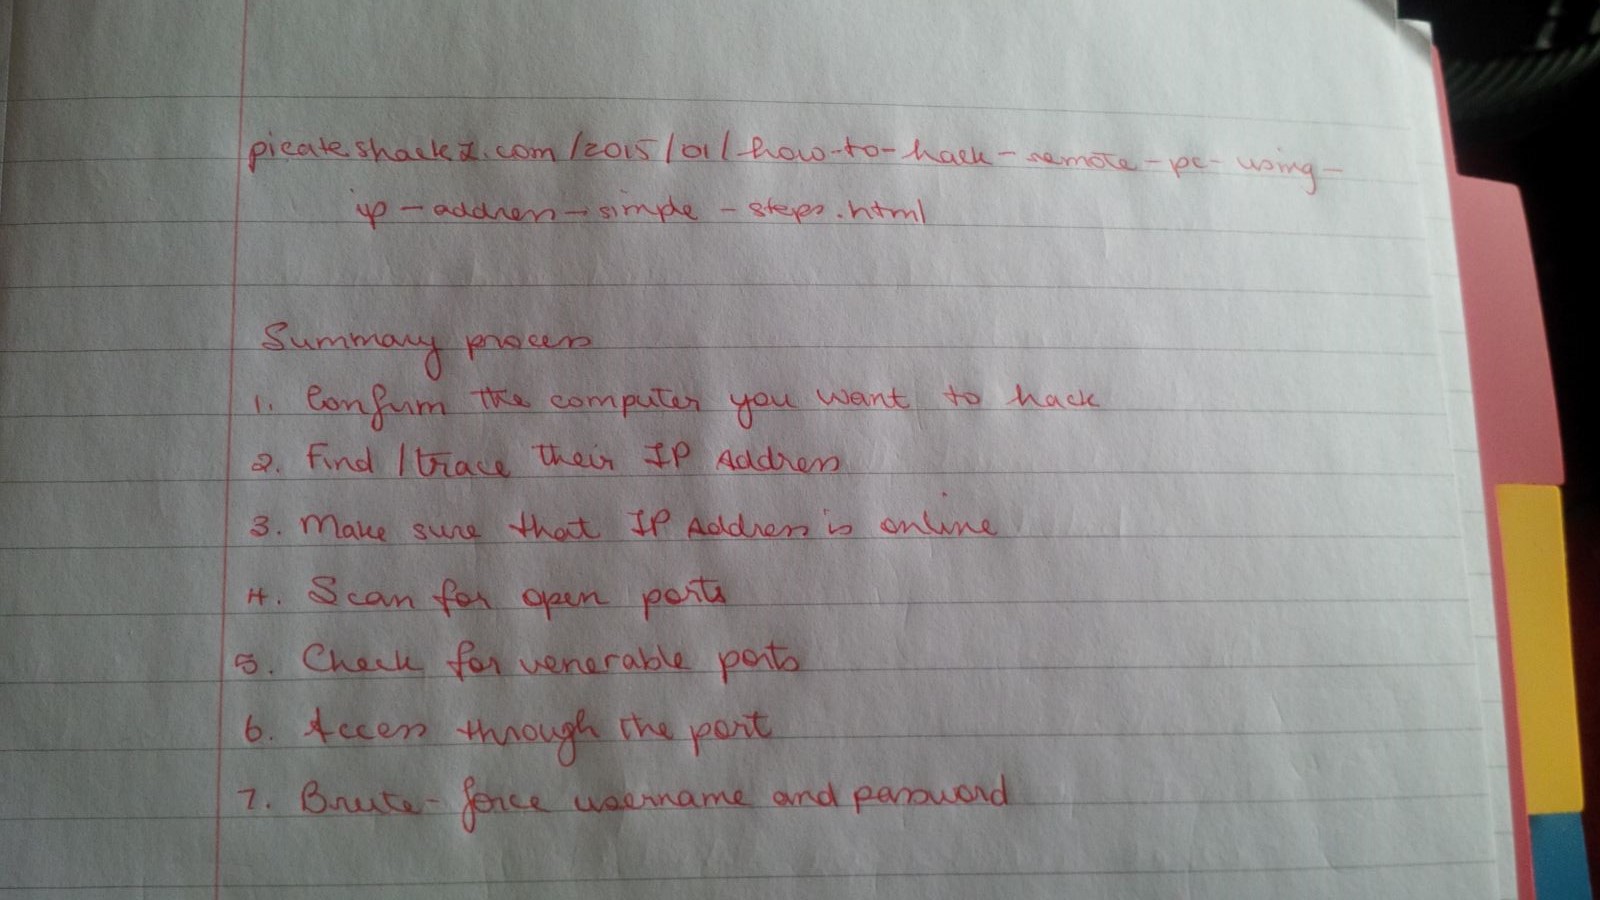 picateshackz.com/2015/01/how-to-hack-remote-pc-using-
ip-address-simple-steps.html
Summary process
1. Confirm the computer you want to hack
2. Find/trace their IP Address
3. Make sure that IP Address is online
4. Scan for open ports
5. Check for venerable ports
6. Access through the port
7. Brute-force username and password